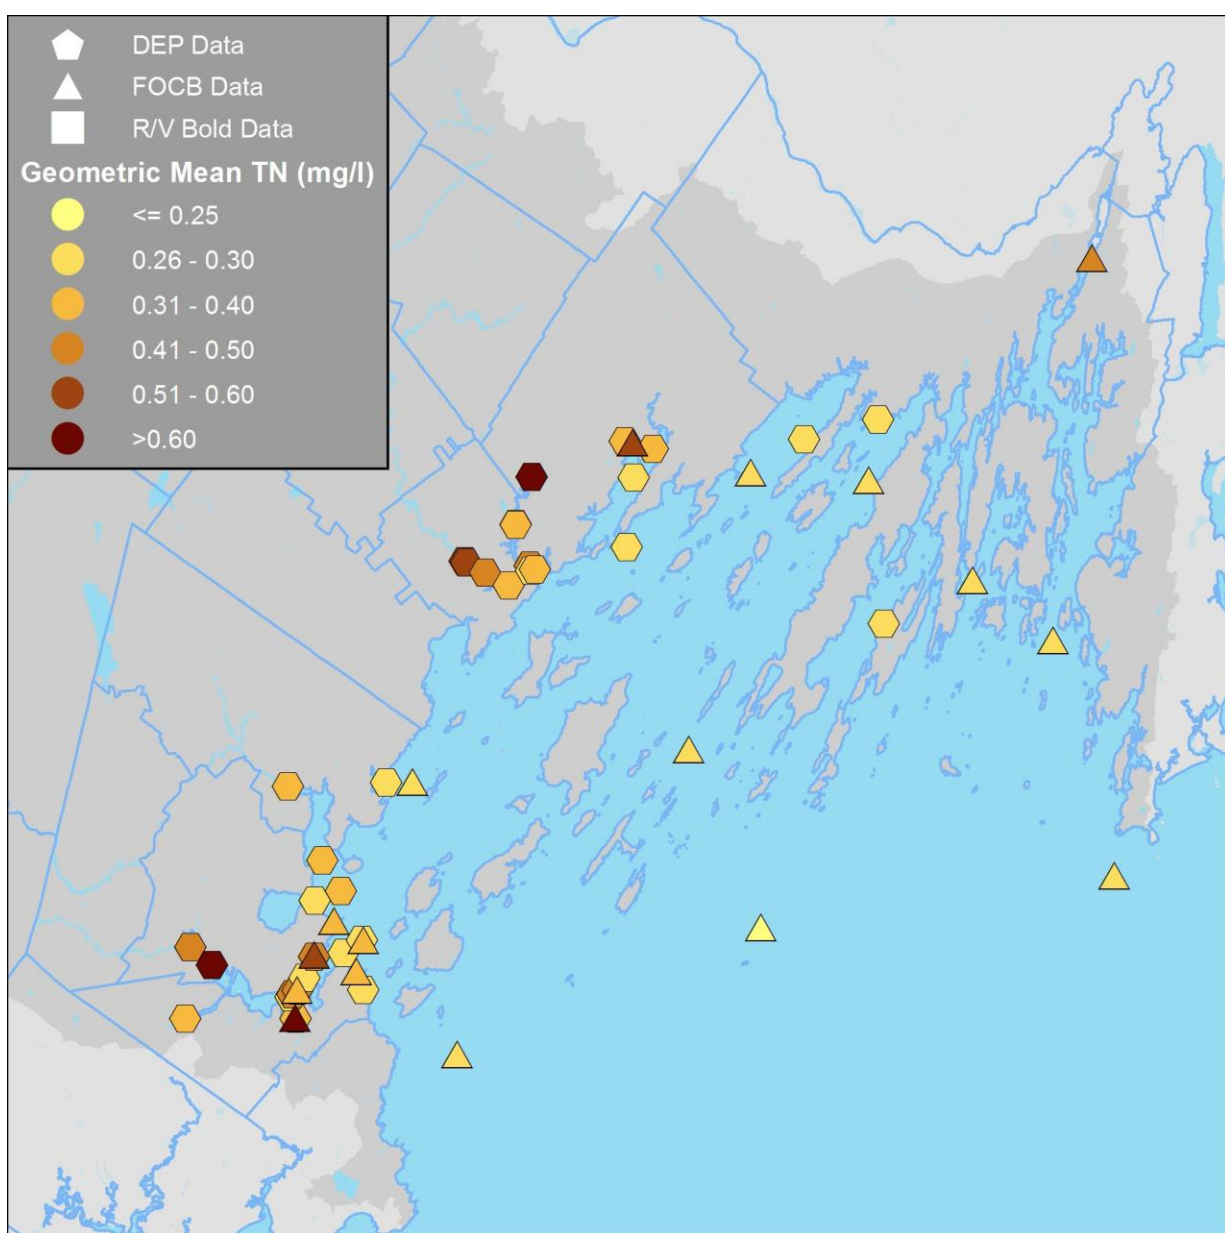 DEP Data
FOCB Data
R/V Bold Data
Geometric Mean TN (mg/l)
<= 0.25
0.26 - 0.30
0.31 - 0.40
0.41 - 0.50
0.51 - 0.60
>0.60